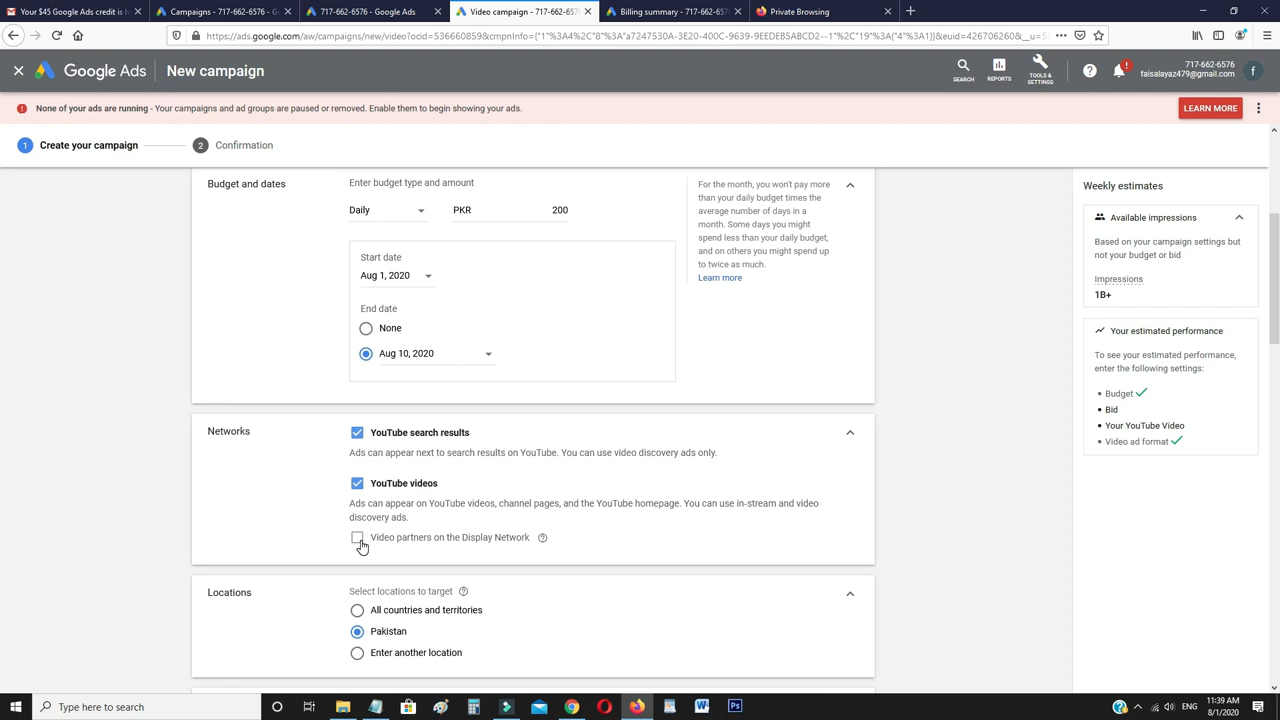 Your $45 Google Ads credit is h
Campaigns - 717-662-6576 - G
717-662-6576 - Google Ads
Video campaign - 717-662-657
Billing summary - 717-662-6576
Private Browsing
https://ads.google.com/aw/campaigns/new/video?ocid=536660859&cmpnInfo={"1"%3A4%2C"8"%3A"a7247530A-3E20-400C-9639-9EEDEB5ABCD2--1"%2C"19"%3A{"4"%3A1}}&euid=426706260&__u=5
Google Ads
New campaign
SEARCH
REPORTS
TOOLS &
SETTINGS
717-662-6576
faisalayaz479@gmail.com
f
None of your ads are running - Your campaigns and ad groups are paused or removed. Enable them to begin showing your ads.
LEARN MORE
1 Create your campaign
2 Confirmation
Budget and dates
Enter budget type and amount
Daily
PKR 200
Start date
Aug 1, 2020
End date
None
Aug 10, 2020
For the month, you won't pay more
than your daily budget times the
average number of days in a
month. Some days you might
spend less than your daily budget,
and on others you might spend up
to twice as much.
Learn more
Networks
YouTube search results
Ads can appear next to search results on YouTube. You can use video discovery ads only.
YouTube videos
Ads can appear on YouTube videos, channel pages, and the YouTube homepage. You can use in-stream and video
discovery ads.
Video partners on the Display Network
Locations
Select locations to target
All countries and territories
Pakistan
Enter another location
Weekly estimates
Available impressions
Based on your campaign settings but
not your budget or bid
Impressions
1B+
Your estimated performance
To see your estimated performance,
enter the following settings:
• Budget
• Bid
• Your YouTube Video
• Video ad format
Type here to search
ENG
11:39 AM
8/1/2020